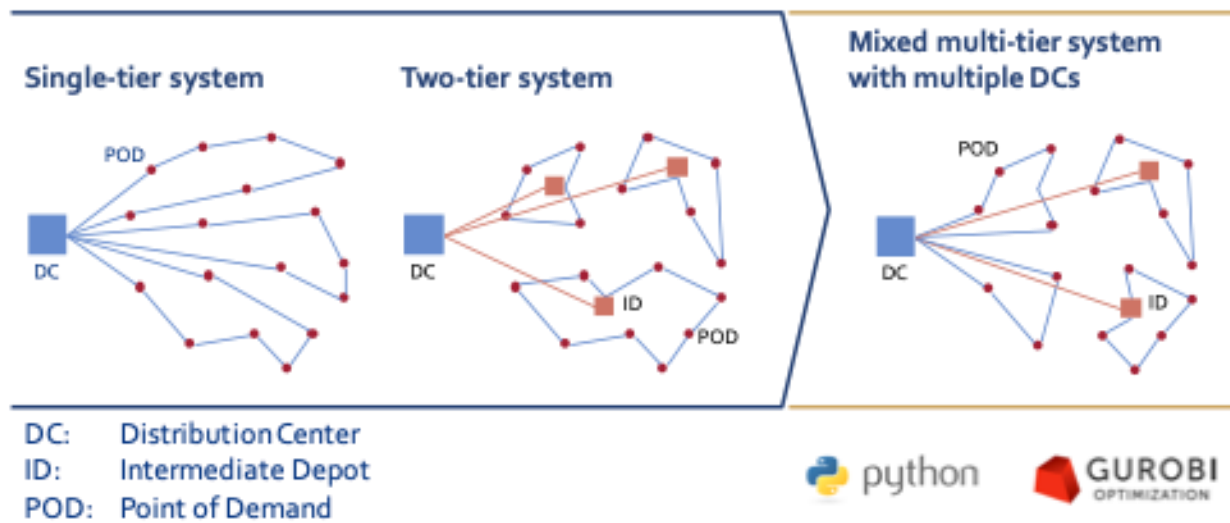 Single-tier system
Two-tier system
Mixed multi-tier system
with multiple DCs
POD
DC
DC
ID
POD
POD
DC
ID
DC: Distribution Center
ID: Intermediate Depot
POD: Point of Demand
python
GUROBI
OPTIMIZATION